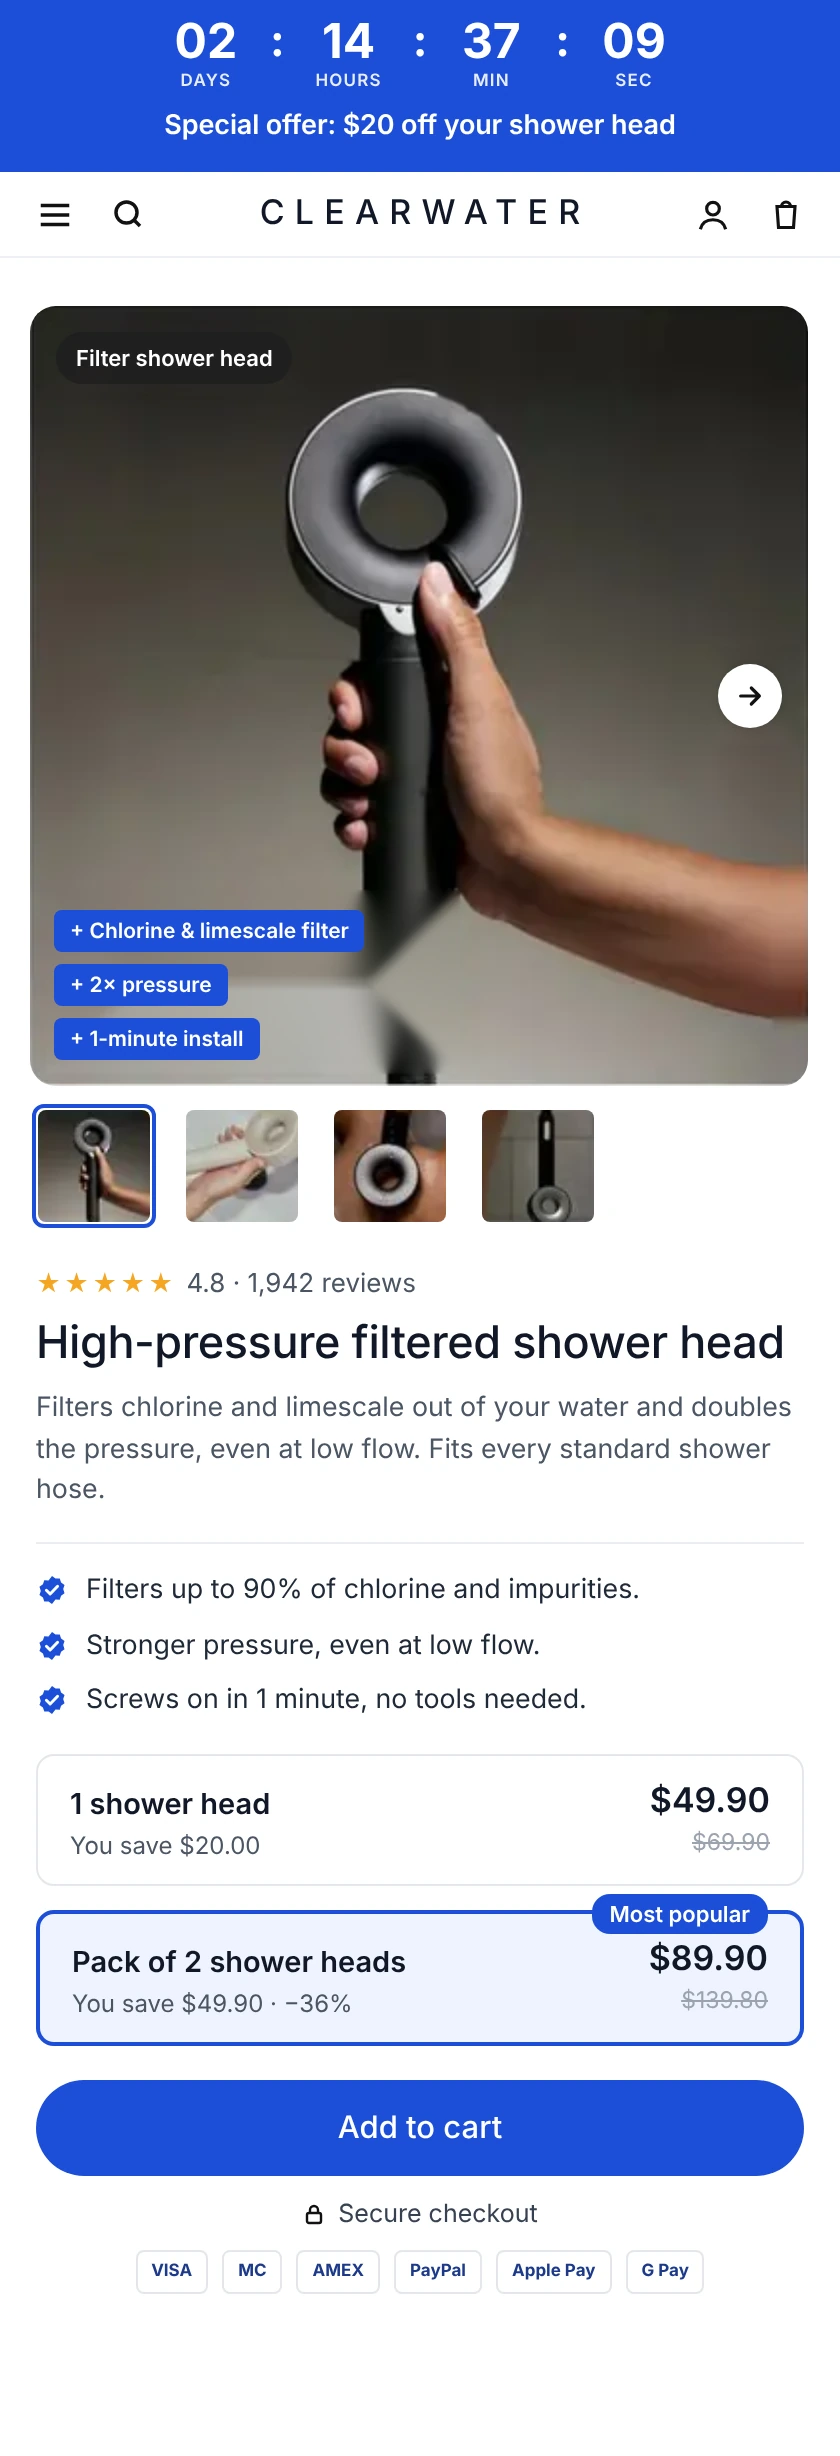 02 : 14 : 37 : 09
DAYS HOURS MIN SEC
Special offer: $20 off your shower head
CLEARWATER
Filter shower head
+ Chlorine & limescale filter
+ 2× pressure
+ 1-minute install
★★★★★ 4.8 · 1,942 reviews
High-pressure filtered shower head
Filters chlorine and limescale out of your water and doubles
the pressure, even at low flow. Fits every standard shower
hose.
Filters up to 90% of chlorine and impurities.
Stronger pressure, even at low flow.
Screws on in 1 minute, no tools needed.
1 shower head $49.90
You save $20.00 $69.90
Most popular
Pack of 2 shower heads $89.90
You save $49.90 · −36% $139.80
Add to cart
Secure checkout
VISA MC AMEX PayPal Apple Pay G Pay